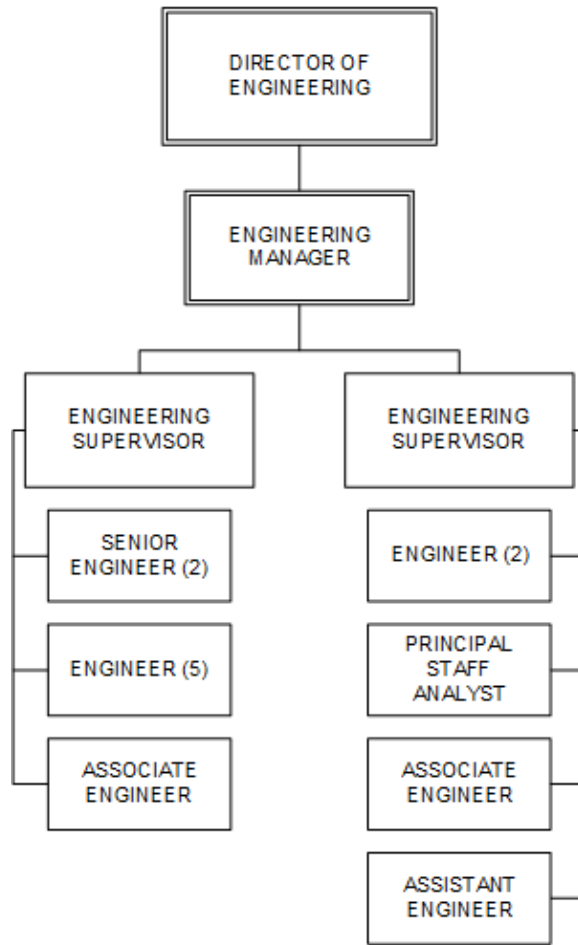 DIRECTOR OF
ENGINEERING
ENGINEERING
MANAGER
ENGINEERING
SUPERVISOR
ENGINEERING
SUPERVISOR
SENIOR
ENGINEER (2)
ENGINEER (5)
ASSOCIATE
ENGINEER
ENGINEER (2)
PRINCIPAL
STAFF
ANALYST
ASSOCIATE
ENGINEER
ASSISTANT
ENGINEER